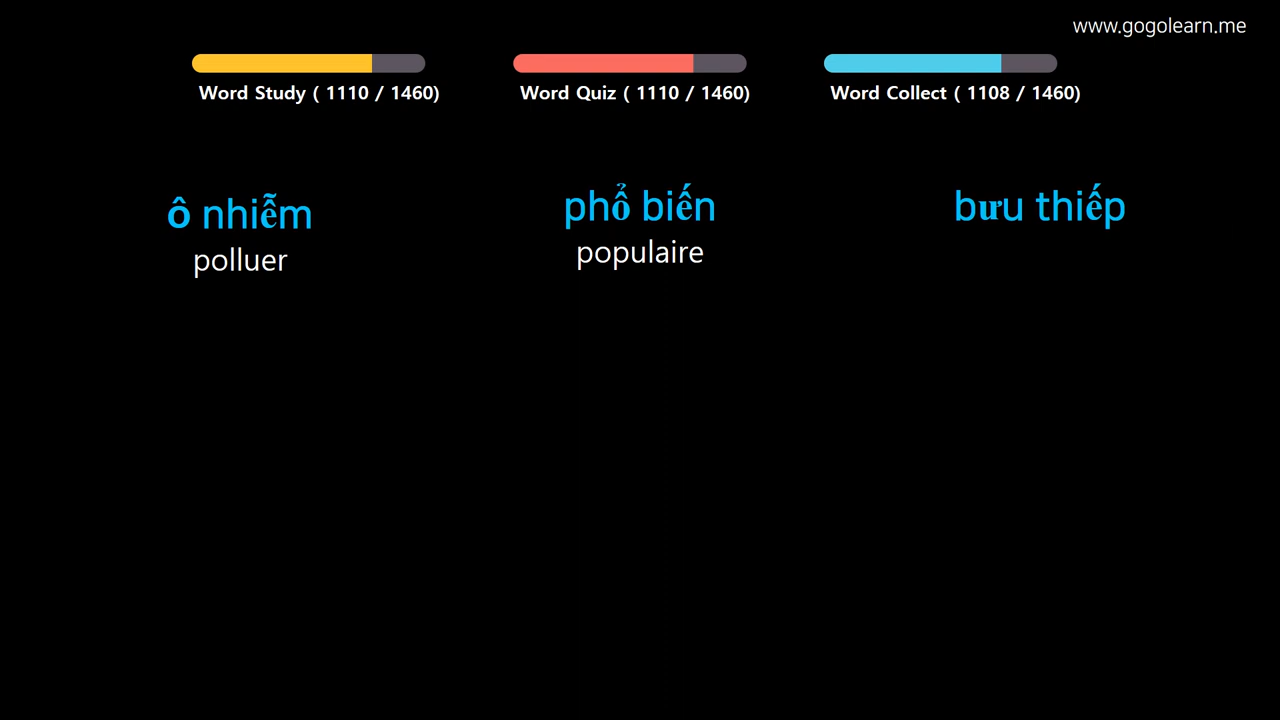 www.gogolearn.me
Word Study ( 1110 / 1460)
Word Quiz ( 1110 / 1460)
Word Collect ( 1108 / 1460)
ô nhiễm
polluer
phổ biến
populaire
bưu thiếp